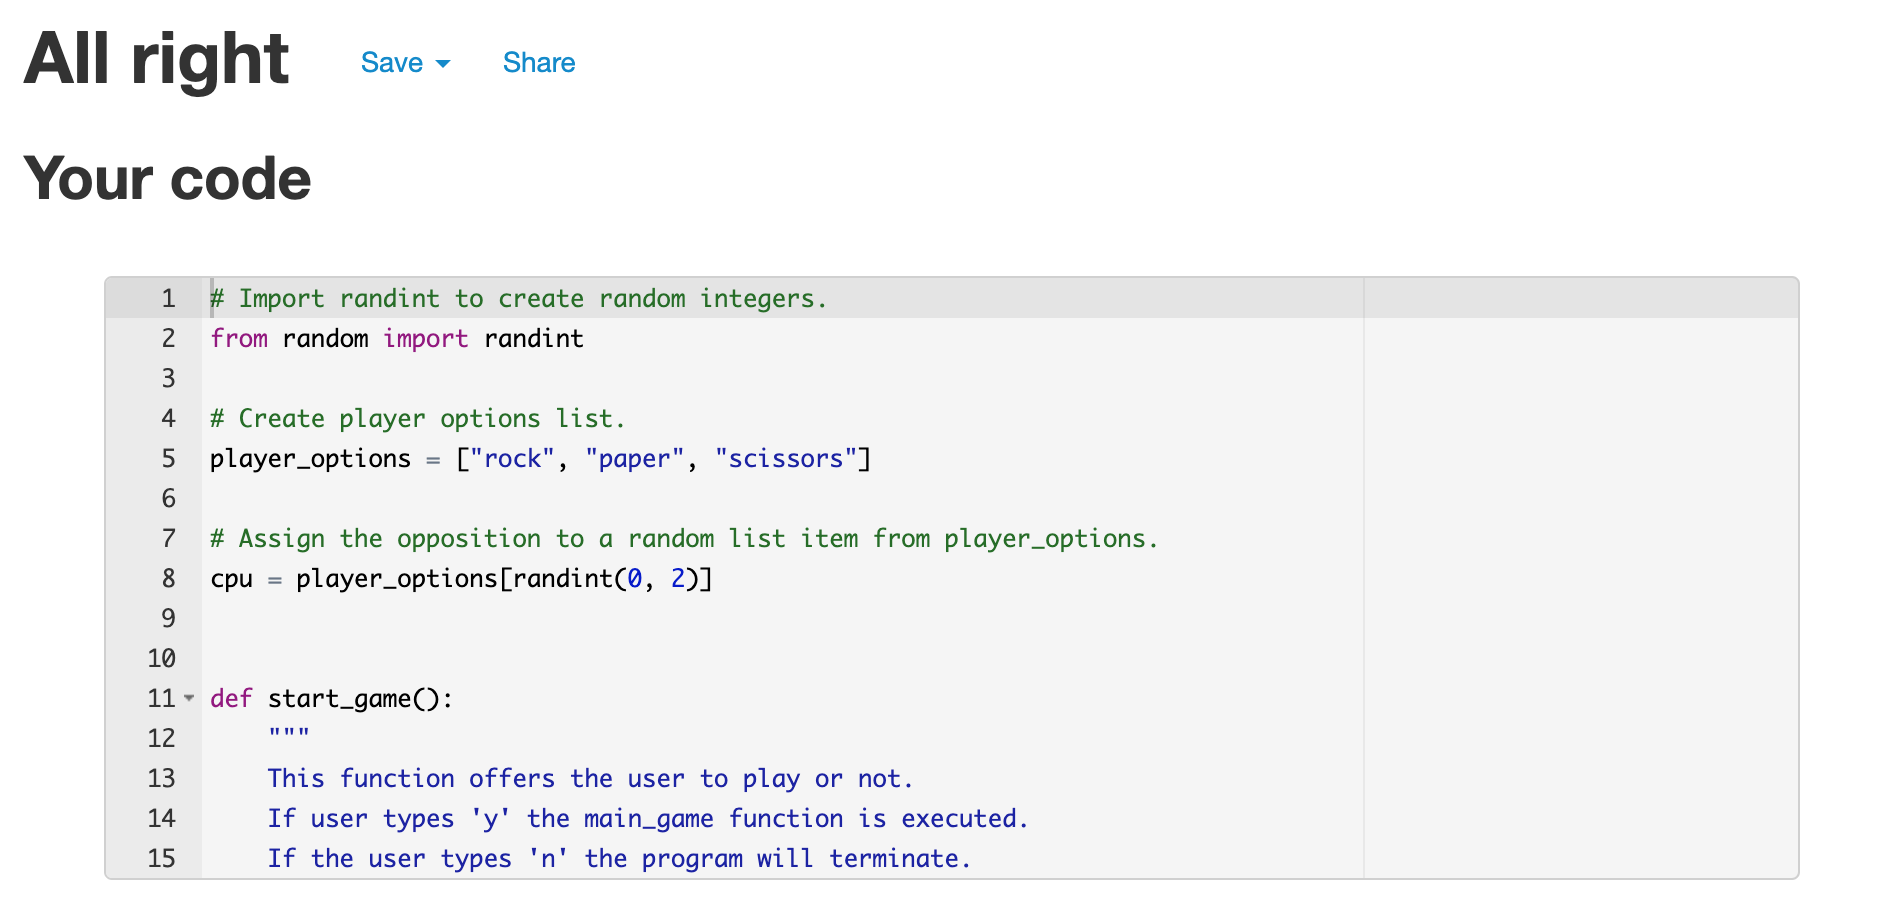 All right Save Share
Your code
1 # Import randint to create random integers.
2 from random import randint
3
4 # Create player options list.
5 player_options = ["rock", "paper", "scissors"]
6
7 # Assign the opposition to a random list item from player_options.
8 cpu = player_options[randint(0, 2)]
9
10
11 def start_game():
12     """
13     This function offers the user to play or not.
14     If user types 'y' the main_game function is executed.
15     If the user types 'n' the program will terminate.